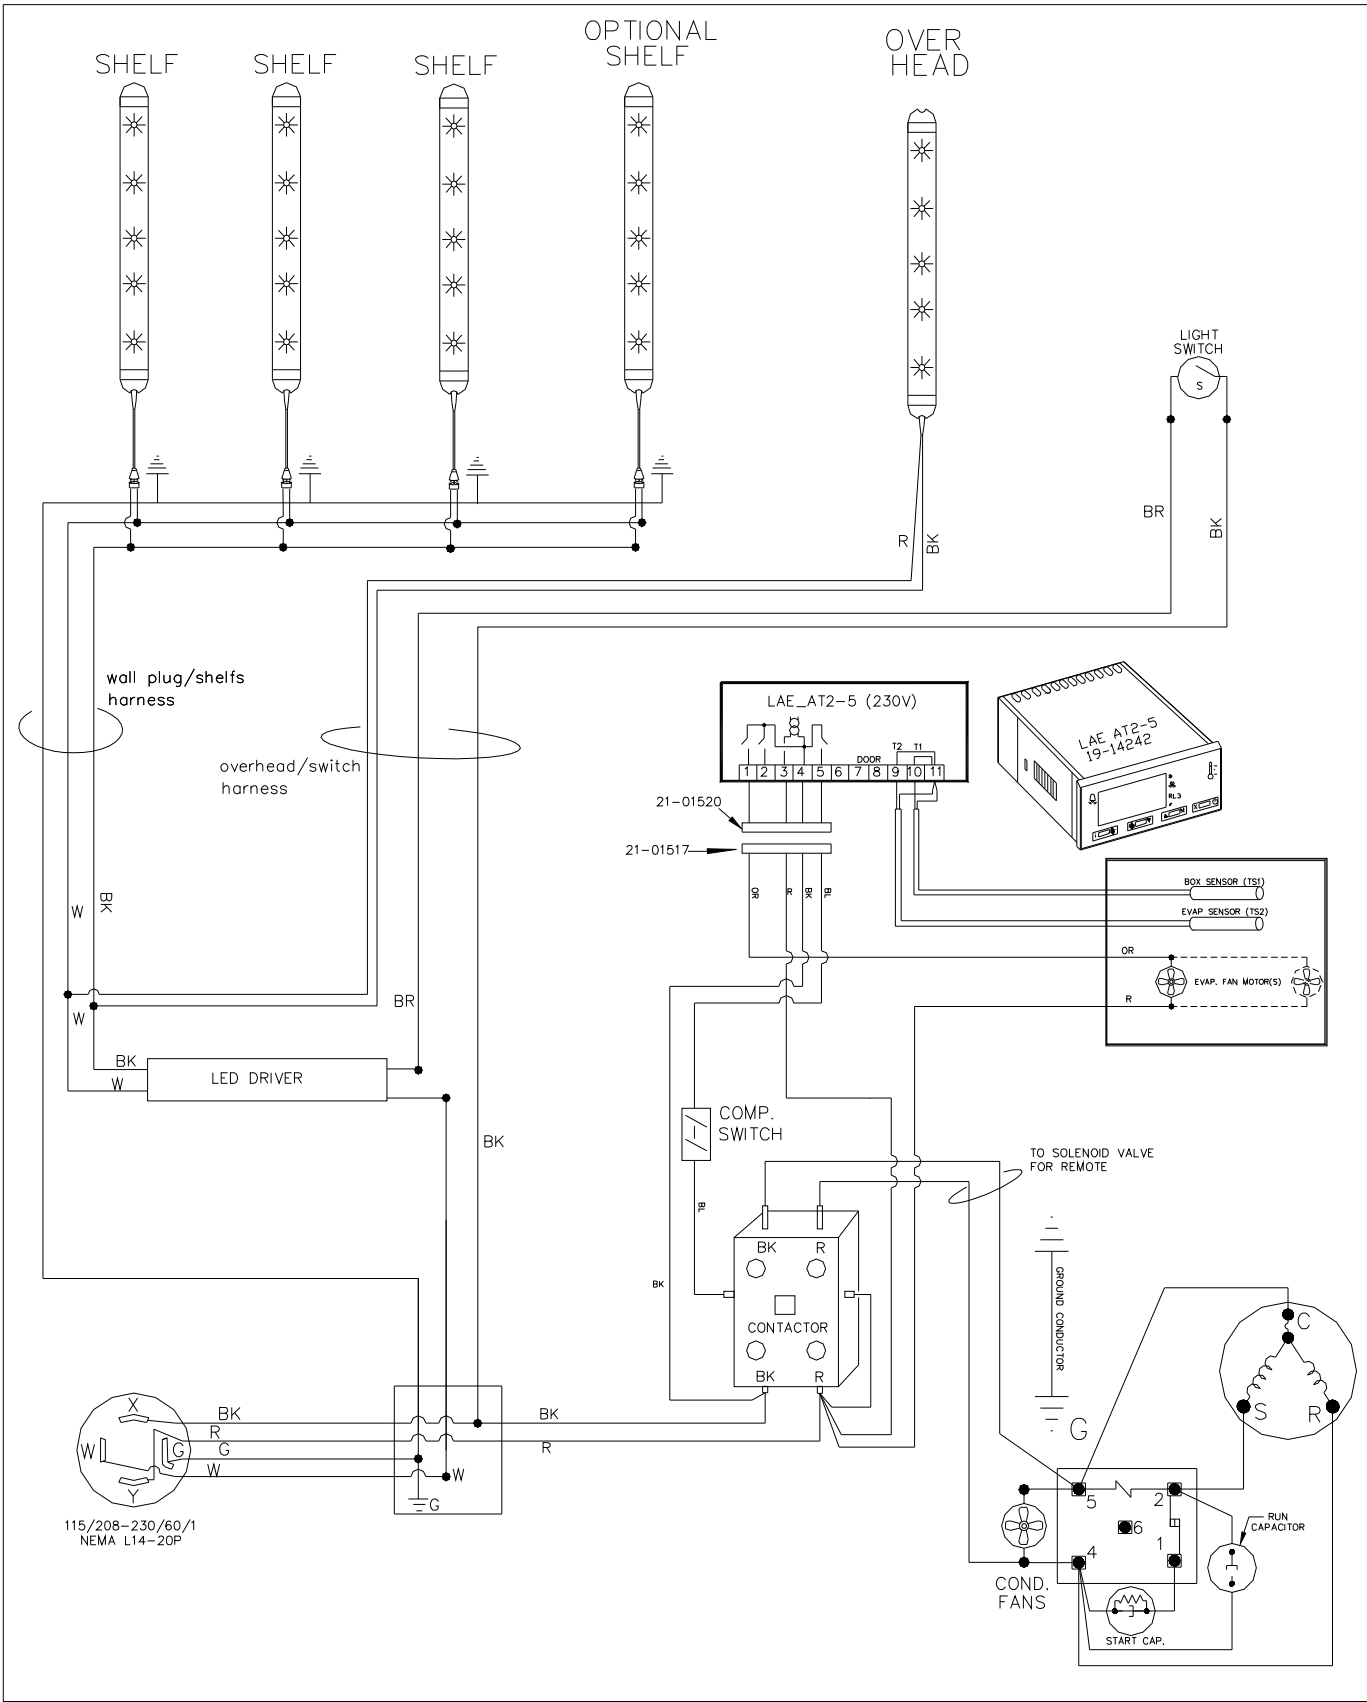 SHELF
SHELF
SHELF
OPTIONAL
SHELF
OVER
HEAD
LIGHT
SWITCH
S
BR
BK
R
BK
wall plug/shelfs
harness
overhead/switch
harness
LAE_AT2-5 (230V)
T2 T1
DOOR
1 2 3 4 5 6 7 8 9 10 11
LAE AT2-5
19-14242
RL3
21-01520
21-01517
OR
R
BK
BL
BOX SENSOR (TS1)
EVAP SENSOR (TS2)
OR
EVAP. FAN MOTOR(S)
R
W
BK
W
BR
BK
W
LED DRIVER
BK
COMP.
SWITCH
BL
TO SOLENOID VALVE
FOR REMOTE
BK R
BK
CONTACTOR
BK R
GROUND CONDUCTOR
G
C
S
R
X
W
G
Y
BK
R
G
W
BK
R
W
G
115/208-230/60/1
NEMA L14-20P
5
2
6
4
1
RUN
CAPACITOR
COND.
FANS
START CAP.